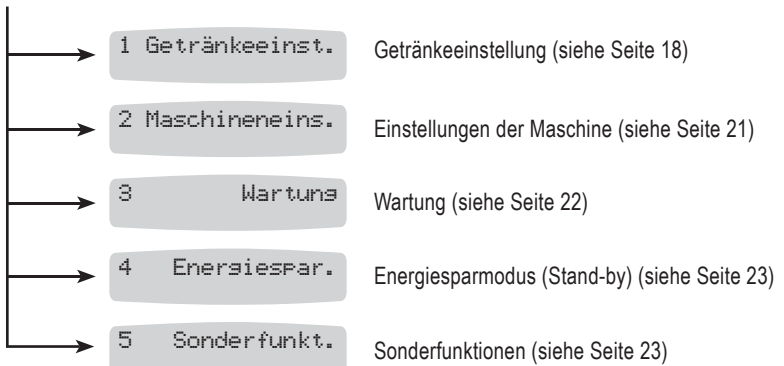 1 Getränkeeinst. Getränkeeinstellung (siehe Seite 18)
2 Maschineneins. Einstellungen der Maschine (siehe Seite 21)
3 Wartung Wartung (siehe Seite 22)
4 Energiespar. Energiesparmodus (Stand-by) (siehe Seite 23)
5 Sonderfunkt. Sonderfunktionen (siehe Seite 23)